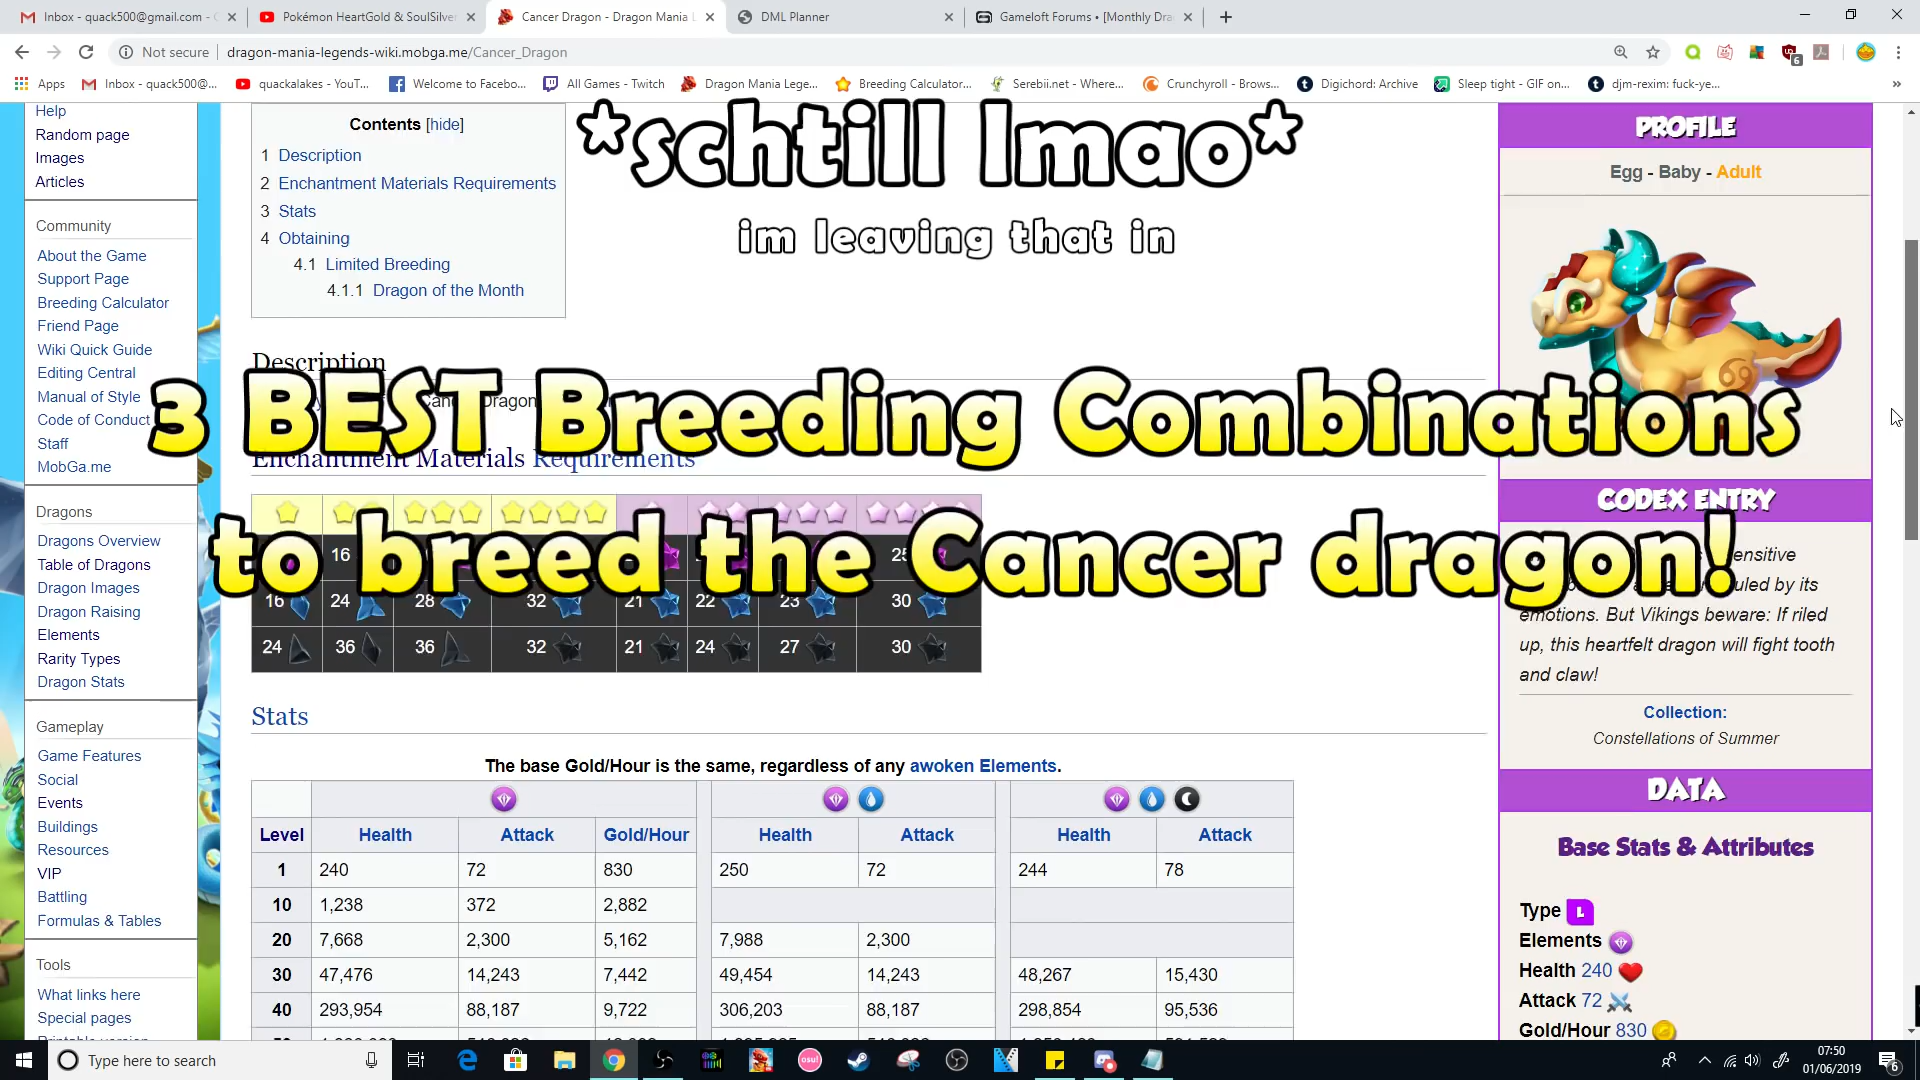 Inbox - quack500@gmail.com -
Pokémon HeartGold & SoulSilver
Cancer Dragon - Dragon Mania L
DML Planner
Gameloft Forums • [Monthly Dra
Not secure
dragon-mania-legends-wiki.mobga.me/Cancer_Dragon
6
Apps
Inbox - quack500@...
quackalakes - YouT...
Welcome to Facebo...
All Games - Twitch
Dragon Mania Lege...
Breeding Calculator...
Serebii.net - Where...
Crunchyroll - Brows...
Digichord: Archive
Sleep tight - GIF on...
djm-rexim: fuck-ye...
*schtill lmao*
im leaving that in
3 BEST Breeding Combinations
to breed the Cancer dragon!
Help
Random page
Images
Articles
Community
About the Game
Support Page
Breeding Calculator
Friend Page
Wiki Quick Guide
Editing Central
Manual of Style
Code of Conduct
Staff
MobGa.me
Dragons
Dragons Overview
Table of Dragons
Dragon Images
Dragon Raising
Elements
Rarity Types
Dragon Stats
Gameplay
Game Features
Social
Events
Buildings
Resources
VIP
Battling
Formulas & Tables
Tools
What links here
Special pages
Printable version
Contents [hide]
1 Description
2 Enchantment Materials Requirements
3 Stats
4 Obtaining
4.1 Limited Breeding
4.1.1 Dragon of the Month
Description
Dragon
Enchantment Materials Requirements
16
16 24 28 32 21 22 23 30
24 36 36 32 21 24 27 30
Stats
The base Gold/Hour is the same, regardless of any awoken Elements.
Level Health Attack Gold/Hour Health Attack Health Attack
1 240 72 830 250 72 244 78
10 1,238 372 2,882
20 7,668 2,300 5,162 7,988 2,300
30 47,476 14,243 7,442 49,454 14,243 48,267 15,430
40 293,954 88,187 9,722 306,203 88,187 298,854 95,536
PROFILE
Egg - Baby - Adult
69
CODEX ENTRY
emotions. But Vikings beware: If riled
up, this heartfelt dragon will fight tooth
and claw!
Collection:
Constellations of Summer
DATA
Base Stats & Attributes
Type L
Elements
Health 240
Attack 72
Gold/Hour 830
Type here to search
osu!
07:50
01/06/2019
6